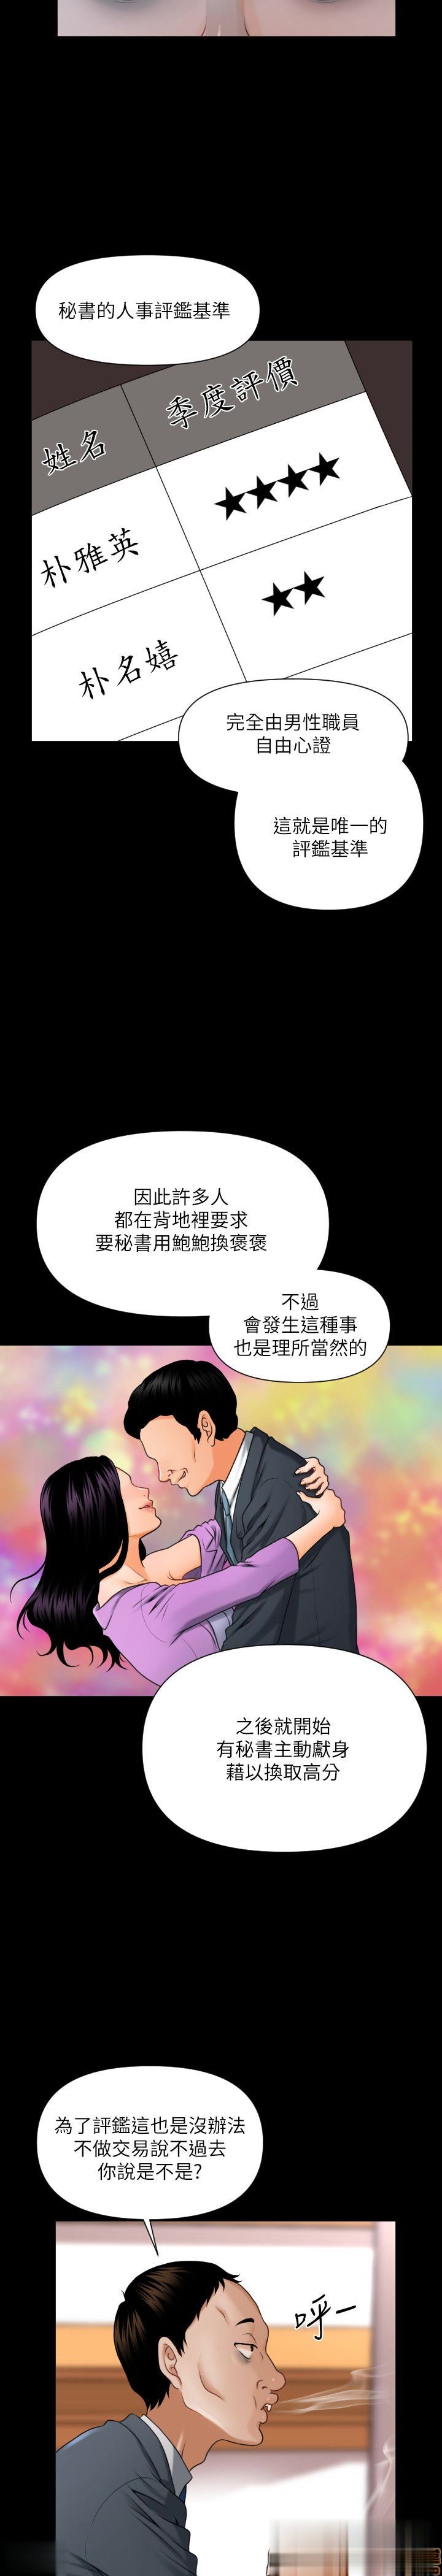 秘書的人事評鑑基準
姓名
季度評價
朴雅英
★★★★
朴名嬉
★★
完全由男性職員
自由心證
這就是唯一的
評鑑基準
因此許多人
都在背地裡要求
要秘書用鮑鮑換褒褒
不過
會發生這種事
也是理所當然的
之後就開始
有秘書主動獻身
藉以換取高分
為了評鑑這也是沒辦法
不做交易說不過去
你說是不是?
呼—